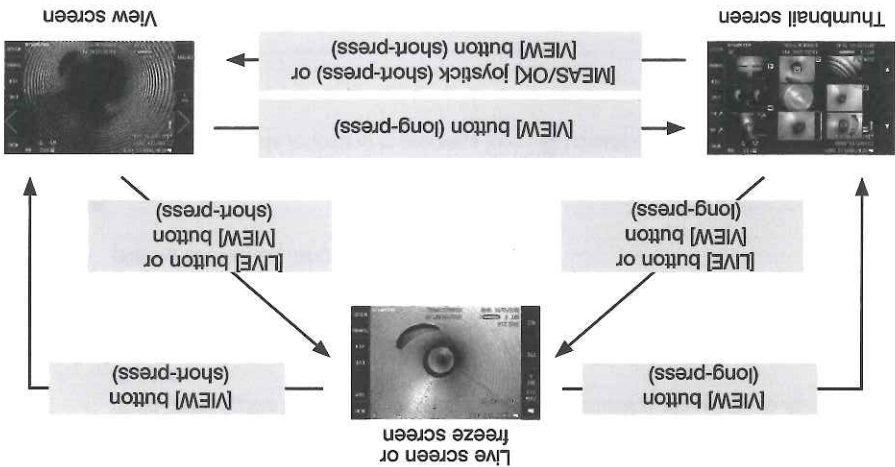 Live screen or
freeze screen
[VIEW] button
(long-press)
[VIEW] button
(short-press)
[LIVE] button or
[VIEW] button
(long-press)
[LIVE] button or
[VIEW] button
(short-press)
[VIEW] button (long-press)
[MEAS/OK] joystick (short-press) or
[VIEW] button (short-press)
Thumbnail screen
View screen